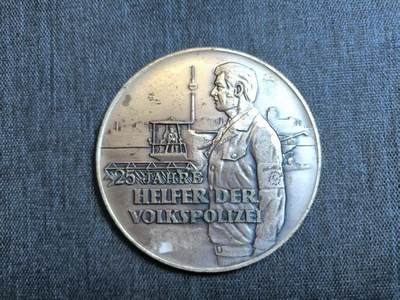 25 JAHRE
HELFER DER
VOLKSPOLIZEI